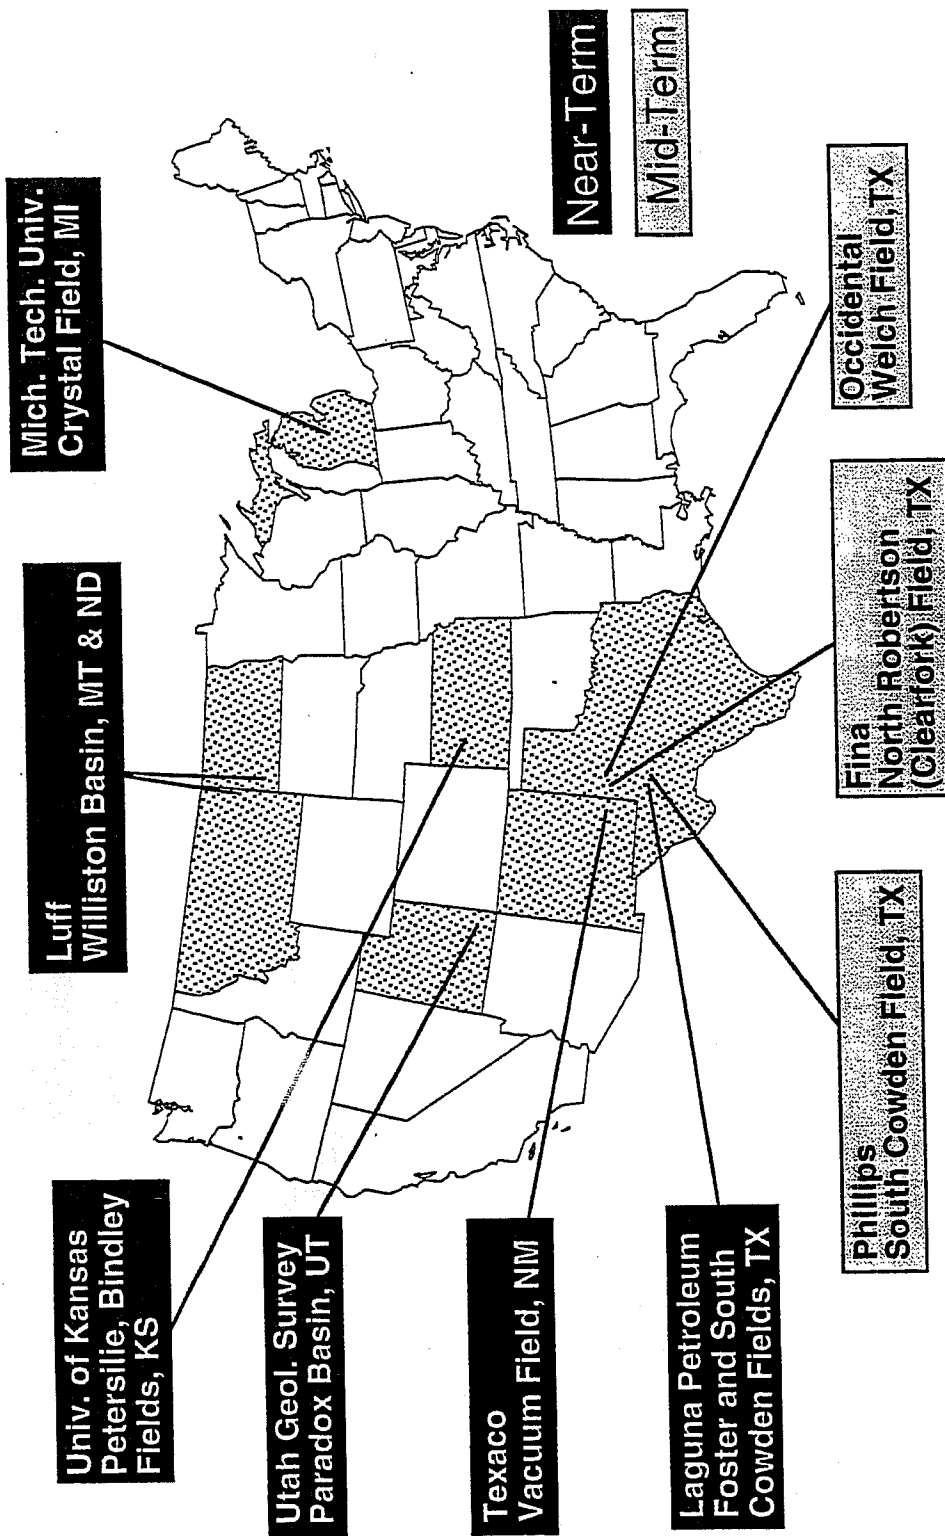 Luff
Williston Basin, MT & ND
Mich. Tech. Univ.
Crystal Field, MI
Univ. of Kansas
Petersilie, Bindley
Fields, KS
Utah Geol. Survey
Paradox Basin, UT
Texaco
Vacuum Field, NM
Laguna Petroleum
Foster and South
Cowden Fields, TX
Phillips
South Cowden Field, TX
Fina
North Robertson
(Clearfork) Field, TX
Occidental
Welch Field, TX
Near-Term
Mid-Term